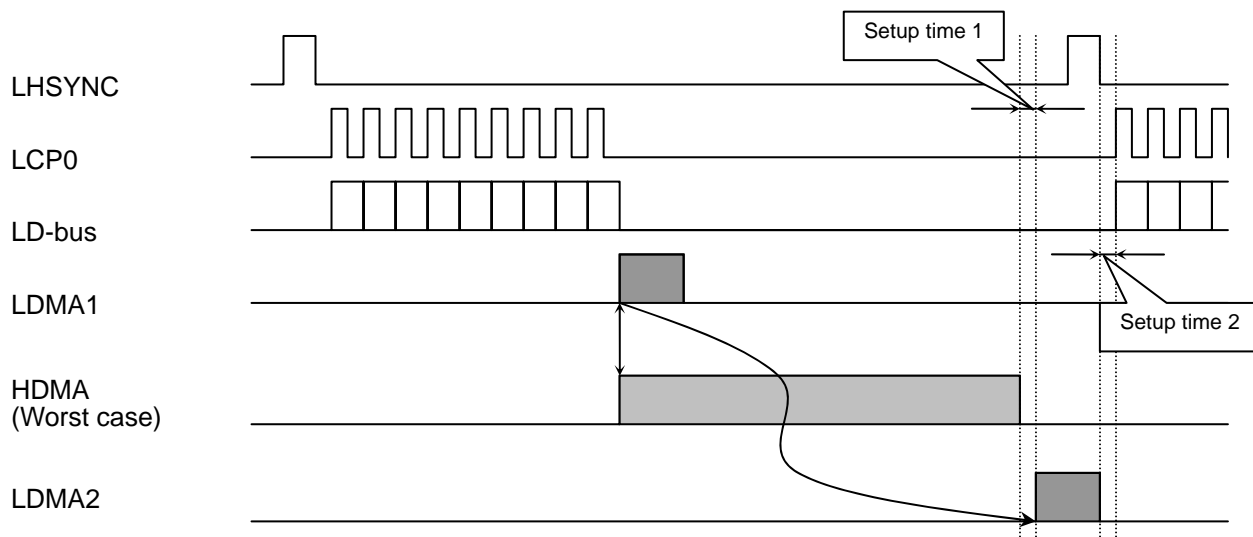 Setup time 1
LHSYNC
LCP0
LD-bus
LDMA1
Setup time 2
HDMA
(Worst case)
LDMA2